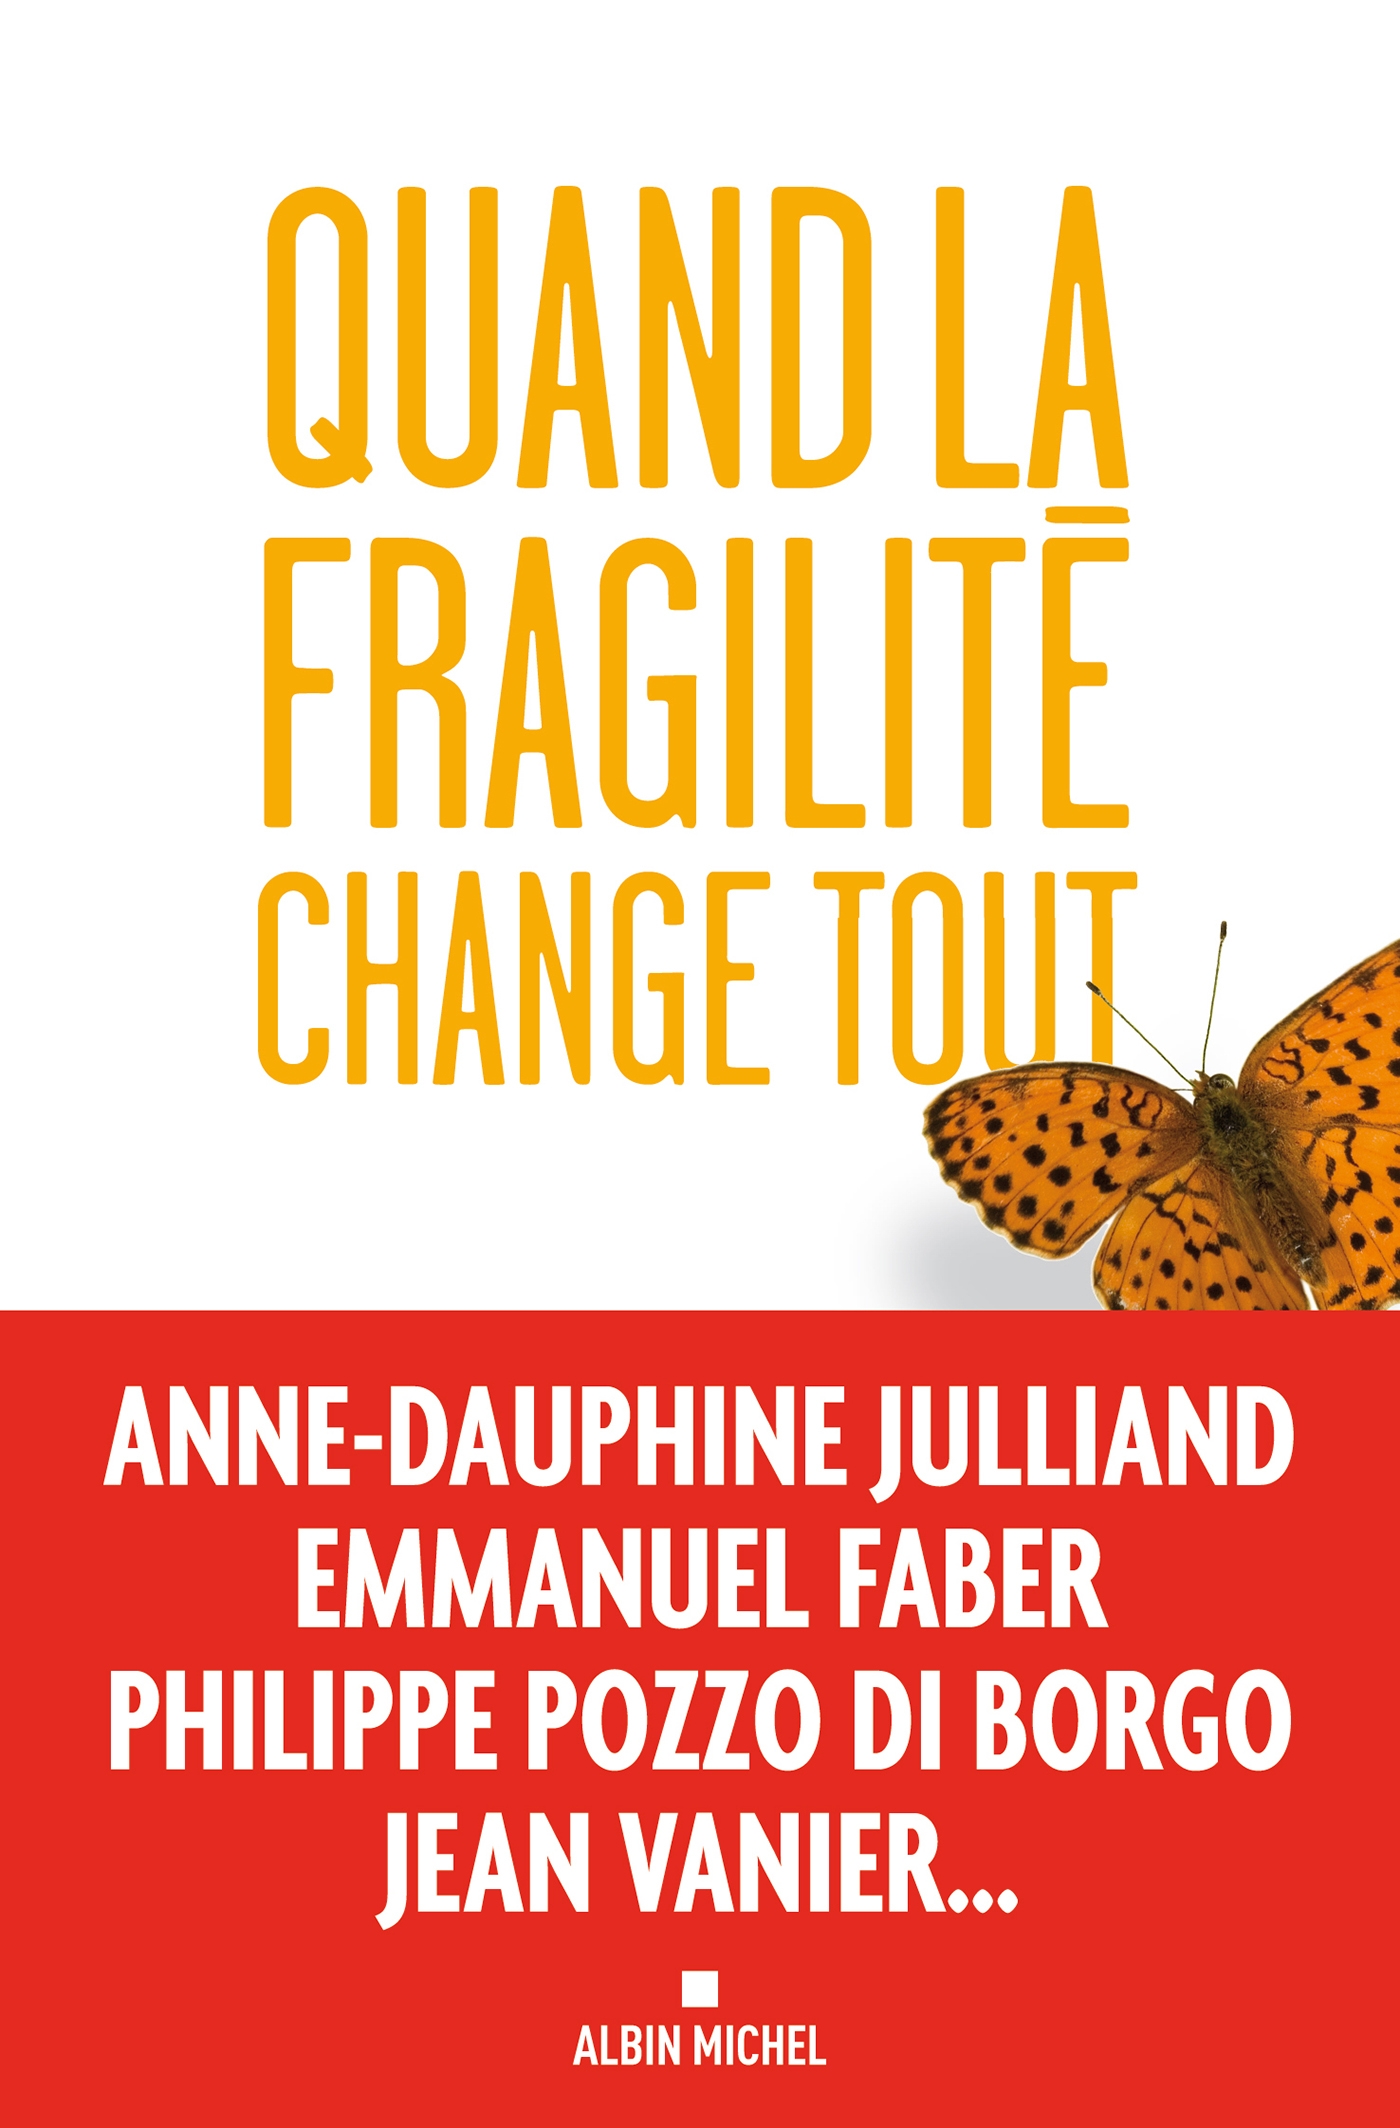 QUAND LA
FRAGILITÉ
CHANGE TOUT
ANNE-DAUPHINE JULLIAND
EMMANUEL FABER
PHILIPPE POZZO DI BORGO
JEAN VANIER...
ALBIN MICHEL